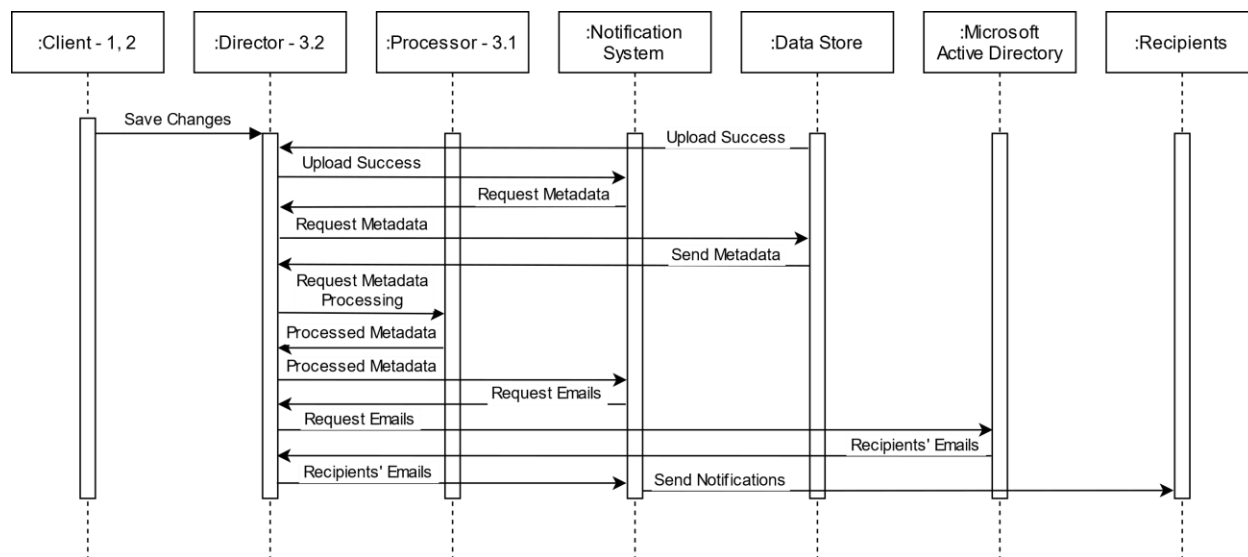 :Client - 1, 2
:Director - 3.2
:Processor - 3.1
:Notification
System
:Data Store
:Microsoft
Active Directory
:Recipients
Save Changes
Upload Success
Upload Success
Request Metadata
Request Metadata
Send Metadata
Request Metadata
Processing
Processed Metadata
Processed Metadata
Request Emails
Request Emails
Recipients' Emails
Recipients' Emails
Send Notifications